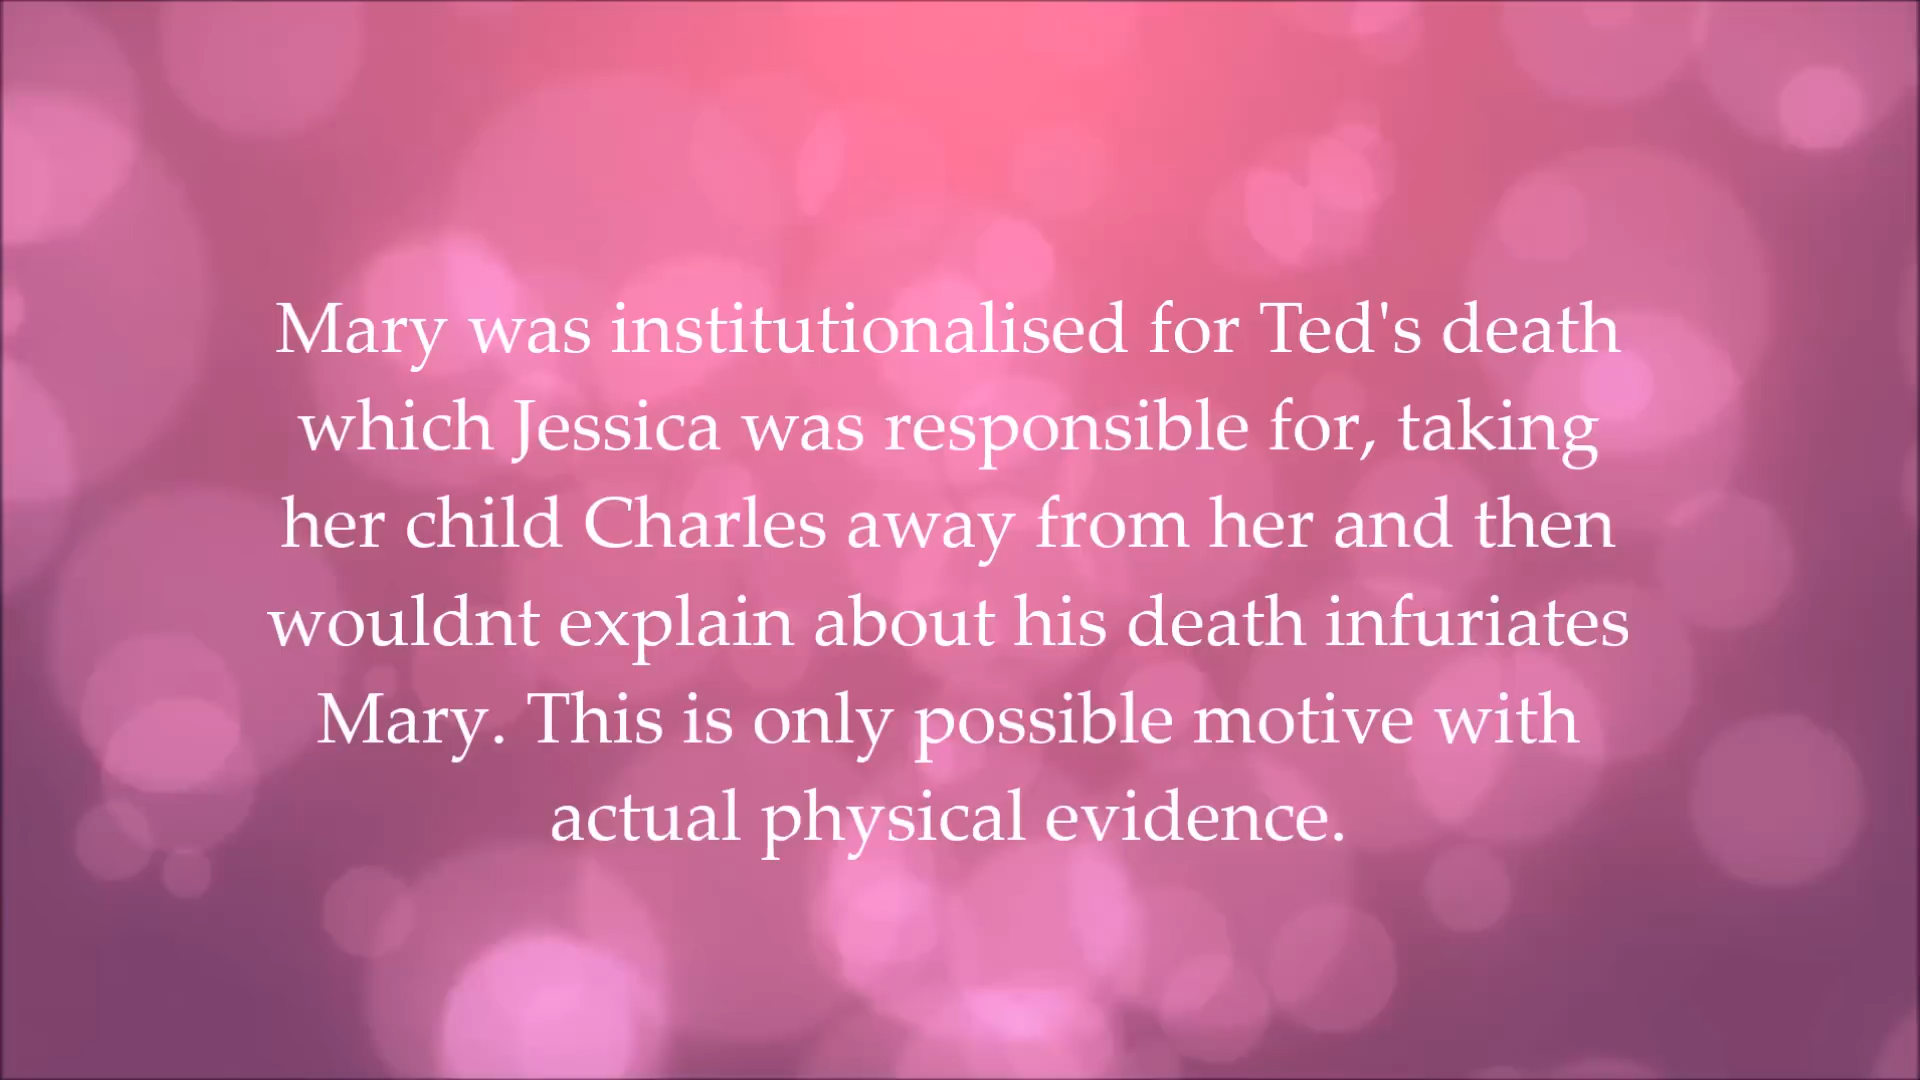 Mary was institutionalised for Ted's death
which Jessica was responsible for, taking
her child Charles away from her and then
wouldnt explain about his death infuriates
Mary. This is only possible motive with
actual physical evidence.